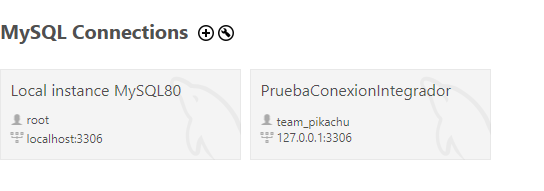 MySQL Connections
Local instance MySQL80
root
localhost:3306
PruebaConexionIntegrador
team_pikachu
127.0.0.1:3306